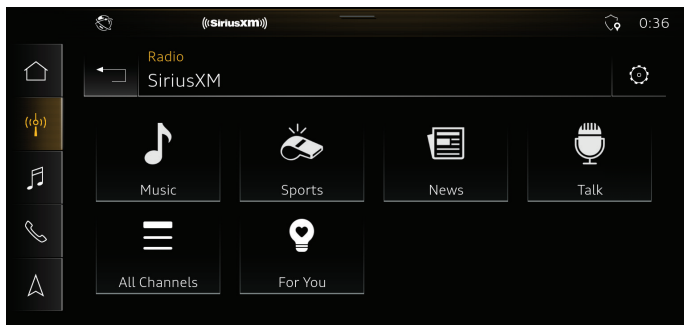 ((SiriusXM))
0:36
Radio
SiriusXM
Music
Sports
News
Talk
All Channels
For You